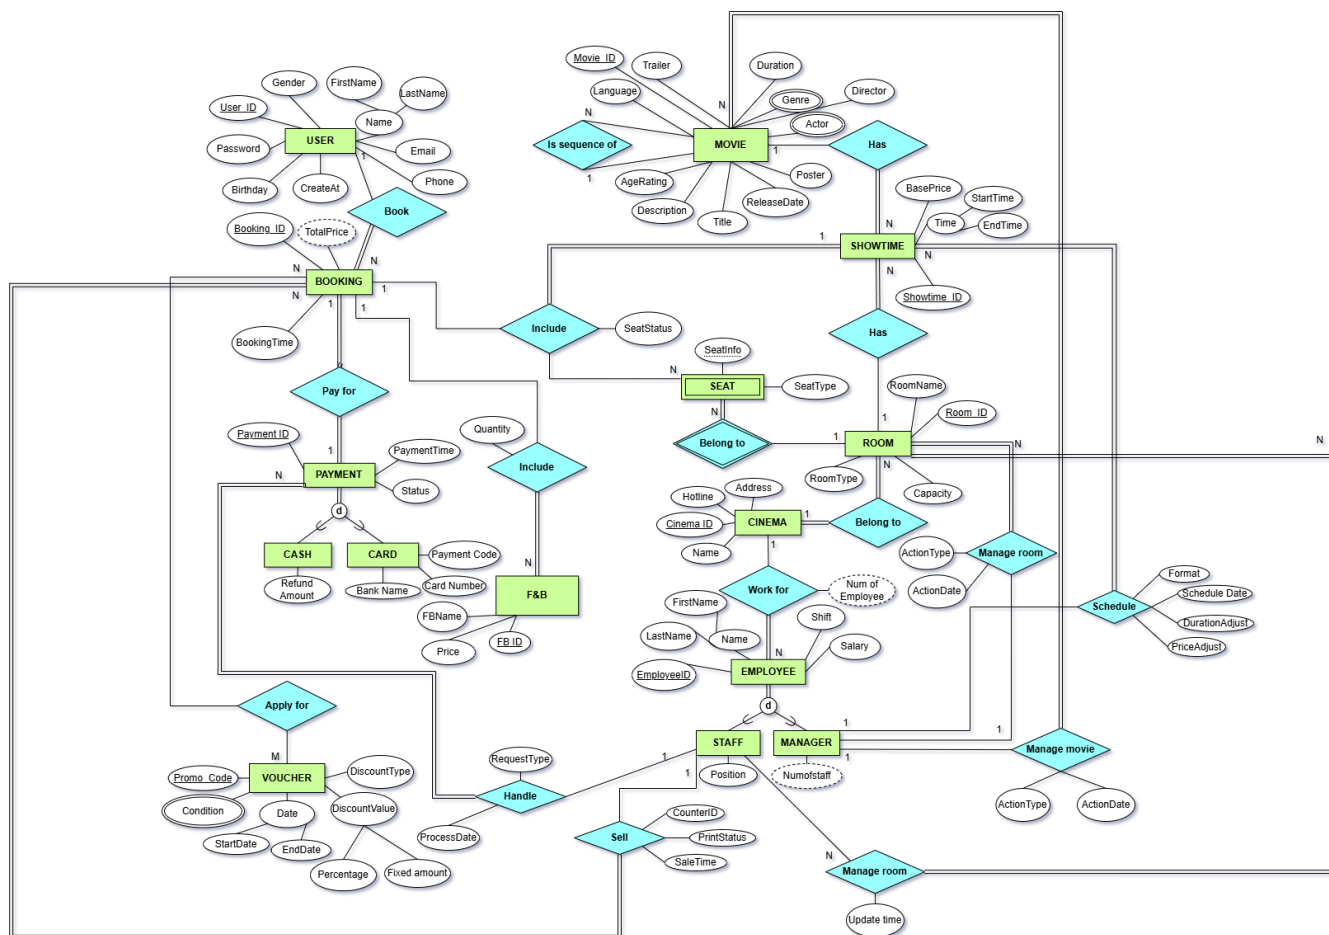 Movie_ID
Trailer
Duration
Gender
FirstName
LastName
Language
Genre
Director
User_ID
Name
N
N
Actor
USER
Is sequence of
MOVIE
Has
Password
1
Email
1
Poster
Birthday
CreateAt
Phone
1
AgeRating
ReleaseDate
BasePrice
Description
Title
StartTime
Book
Time
EndTime
Booking_ID
TotalPrice
1
N
SHOWTIME
N
N
N
N
BOOKING
1
N
1
1
Showtime_ID
BookingTime
Include
SeatStatus
Has
SeatInfo
N
SEAT
SeatType
Pay for
RoomName
N
1
Room_ID
Payment ID
Quantity
Belong to
1
ROOM
N
N
PaymentTime
1
Include
N
PAYMENT
RoomType
Capacity
N
Status
Address
Hotline
d
Cinema ID
CINEMA
1
Belong to
Name
1
ActionType
Manage room
CASH
CARD
Payment Code
Refund
Amount
Bank Name
Card Number
N
F&B
ActionDate
Work for
Num of
Employee
Format
FirstName
Schedule Date
FBName
Shift
Schedule
LastName
Name
DurationAdjust
Price
FB ID
N
Salary
PriceAdjust
EmployeeID
EMPLOYEE
Apply for
d
1
1
STAFF
MANAGER
Manage movie
M
RequestType
1
1
DiscountType
Position
Numofstaff
Promo_Code
VOUCHER
1
Condition
Date
DiscountValue
Handle
ActionType
ActionDate
CounterID
StartDate
ProcessDate
Sell
PrintStatus
EndDate
N
SaleTime
Percentage
Fixed amount
Manage room
Update time